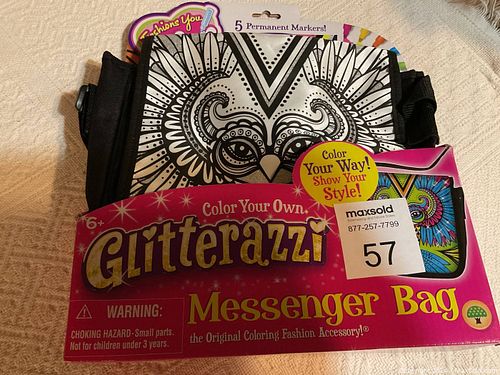 Fashions You
5 Permanent Markers!
Color
Your Way!
Show Your
Style!
6+
Color Your Own
Glitterazzi
maxsold
877-257-7799
57
WARNING:
CHOKING HAZARD-Small parts.
Not for children under 3 years.
Messenger Bag
the Original Coloring Fashion Accessory!®